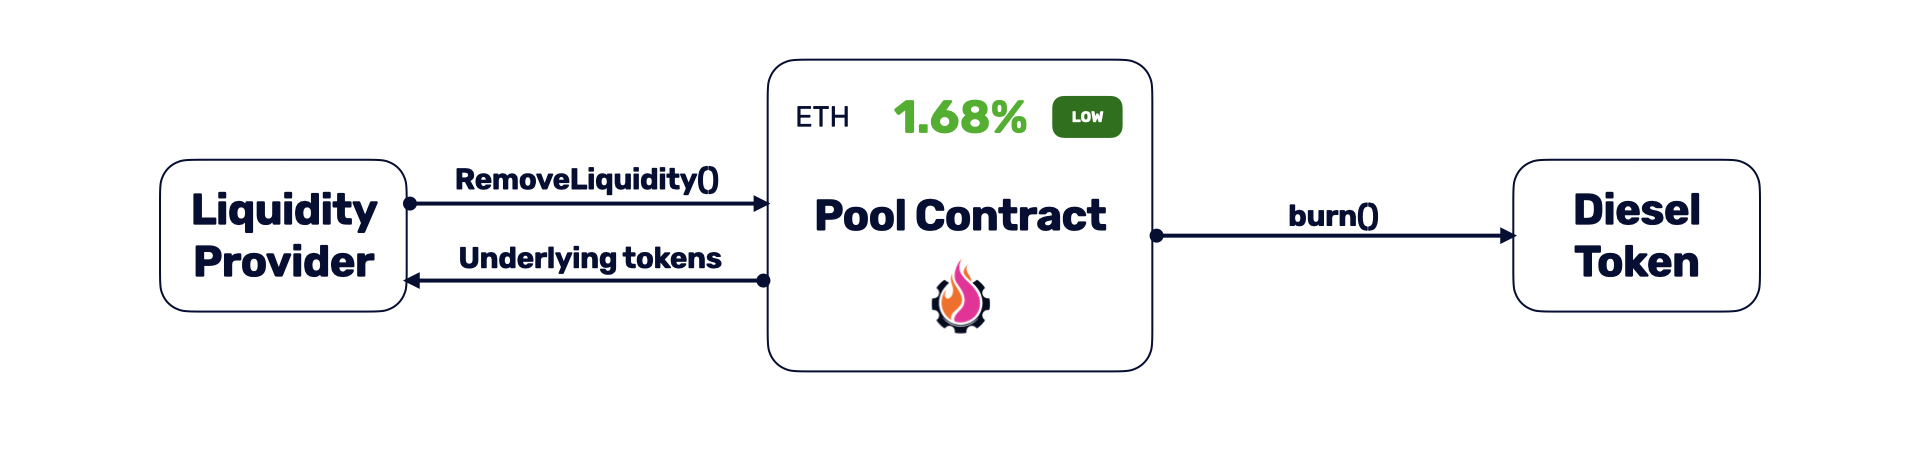 Liquidity
Provider
RemoveLiquidity()
Underlying tokens
ETH 1.68% LOW
Pool Contract
burn()
Diesel
Token